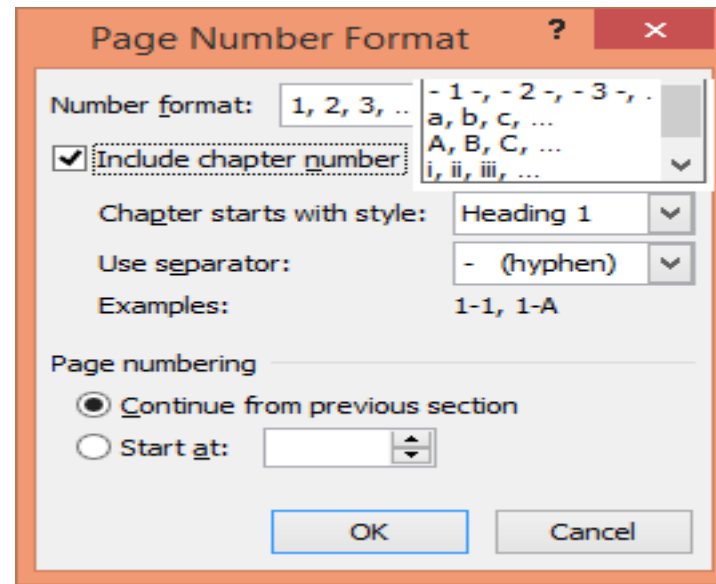 Page Number Format ? ×
Number format: 1, 2, 3, ..
- 1 -, - 2 -, - 3 -, .
a, b, c, ...
A, B, C, ...
i, ii, iii, ...
Include chapter number
Chapter starts with style: Heading 1
Use separator: - (hyphen)
Examples: 1-1, 1-A
Page numbering
Continue from previous section
Start at:
OK Cancel